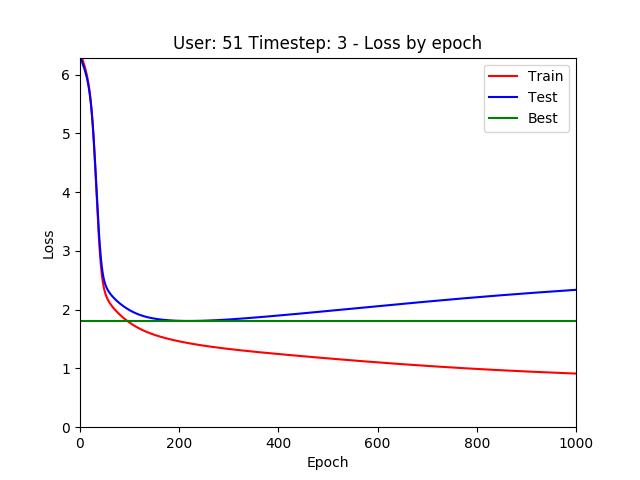 User: 51 Timestep: 3 - Loss by epoch
Train
Test
Best
6
5
4
3
2
1
0
Loss
0 200 400 600 800 1000
Epoch